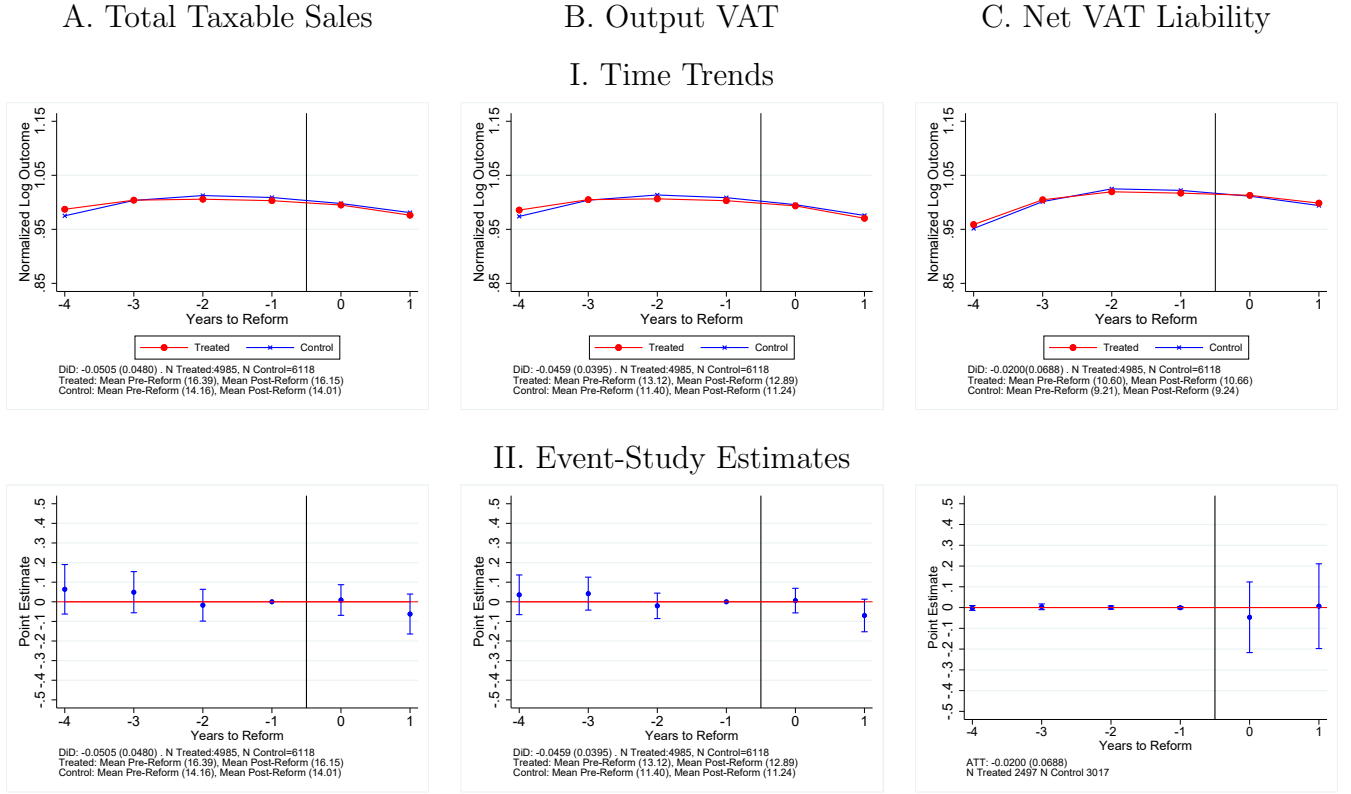 A. Total Taxable Sales
B. Output VAT
C. Net VAT Liability
I. Time Trends
Normalized Log Outcome
1.15
1.05
.95
.85
-4 -3 -2 -1 0 1
Years to Reform
Treated Control
DiD: -0.0505 (0.0480) . N Treated:4985, N Control=6118
Treated: Mean Pre-Reform (16.39), Mean Post-Reform (16.15)
Control: Mean Pre-Reform (14.16), Mean Post-Reform (14.01)
Normalized Log Outcome
1.15
1.05
.95
.85
-4 -3 -2 -1 0 1
Years to Reform
Treated Control
DiD: -0.0459 (0.0395) . N Treated:4985, N Control=6118
Treated: Mean Pre-Reform (13.12), Mean Post-Reform (12.89)
Control: Mean Pre-Reform (11.40), Mean Post-Reform (11.24)
Normalized Log Outcome
1.15
1.05
.95
.85
-4 -3 -2 -1 0 1
Years to Reform
Treated Control
DiD: -0.0200(0.0688) . N Treated:4985, N Control=6118
Treated: Mean Pre-Reform (10.60), Mean Post-Reform (10.66)
Control: Mean Pre-Reform (9.21), Mean Post-Reform (9.24)
II. Event-Study Estimates
Point Estimate
-.5 -.4 -.3 -.2 -.1 0 .1 .2 .3 .4 .5
-4 -3 -2 -1 0 1
Years to Reform
DiD: -0.0505 (0.0480) . N Treated:4985, N Control=6118
Treated: Mean Pre-Reform (16.39), Mean Post-Reform (16.15)
Control: Mean Pre-Reform (14.16), Mean Post-Reform (14.01)
Point Estimate
-.5 -.4 -.3 -.2 -.1 0 .1 .2 .3 .4 .5
-4 -3 -2 -1 0 1
Years to Reform
DiD: -0.0459 (0.0395) . N Treated:4985, N Control=6118
Treated: Mean Pre-Reform (13.12), Mean Post-Reform (12.89)
Control: Mean Pre-Reform (11.40), Mean Post-Reform (11.24)
Point Estimate
-.5 -.4 -.3 -.2 -.1 0 .1 .2 .3 .4 .5
-4 -3 -2 -1 0 1
Years to Reform
ATT: -0.0200 (0.0688)
N Treated 2497 N Control 3017